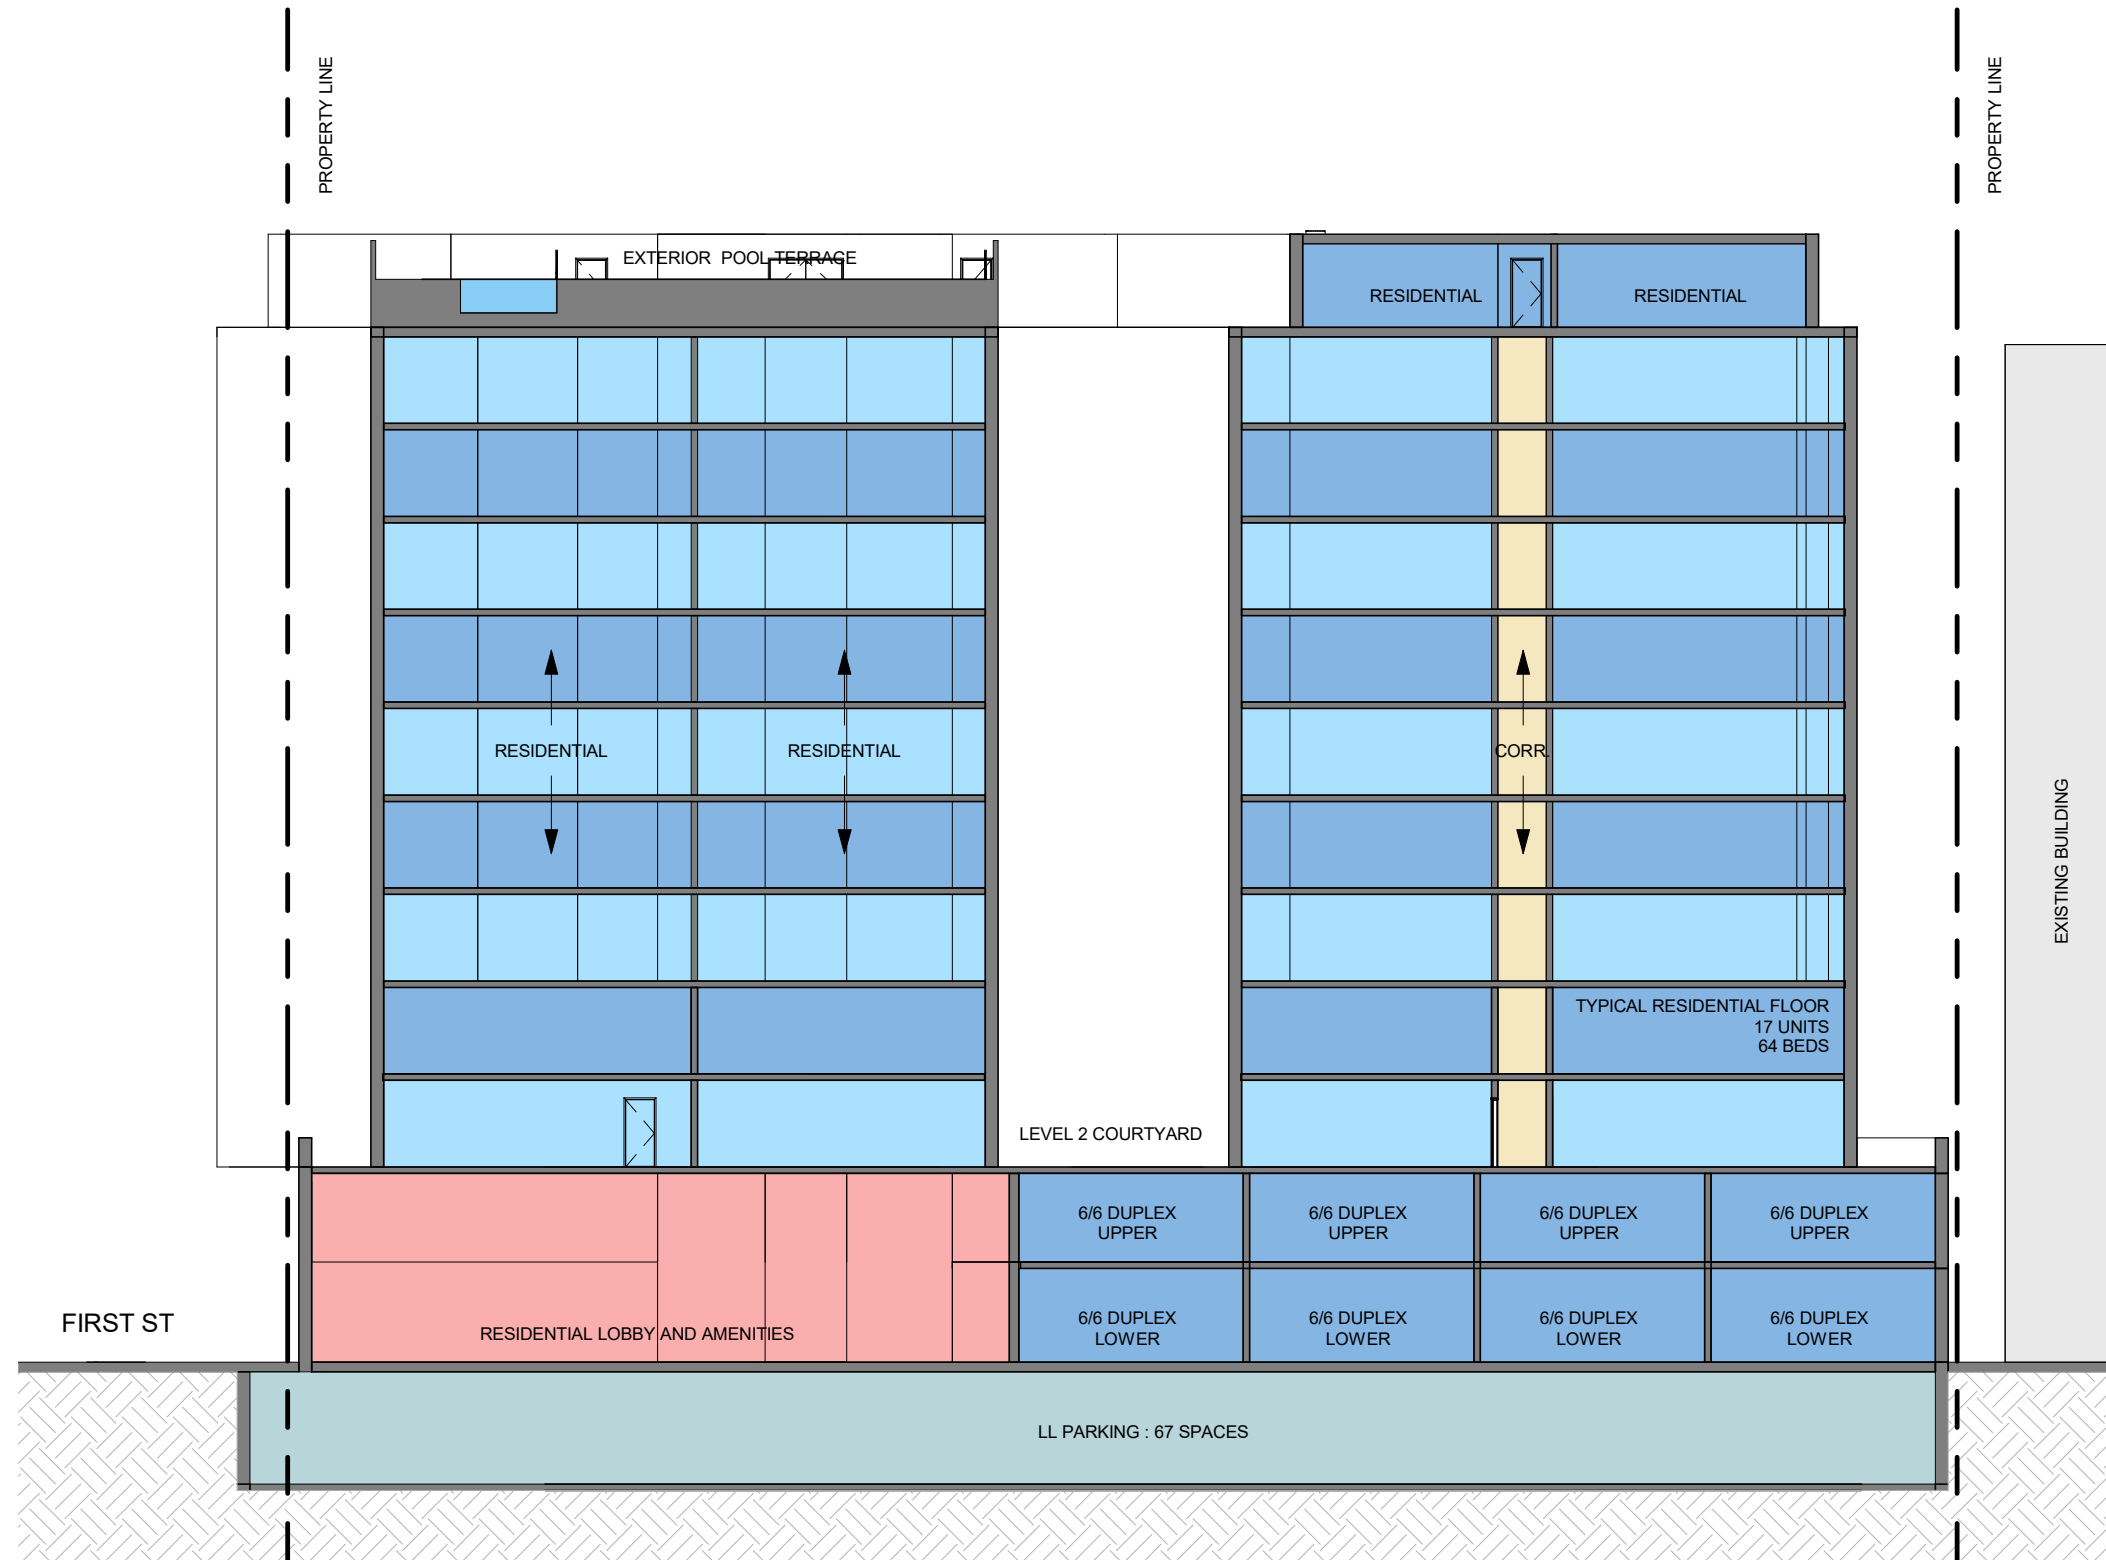 PROPERTY LINE
PROPERTY LINE
EXTERIOR POOL TERRACE
RESIDENTIAL
RESIDENTIAL
RESIDENTIAL
RESIDENTIAL
CORR.
EXISTING BUILDING
TYPICAL RESIDENTIAL FLOOR
17 UNITS
64 BEDS
LEVEL 2 COURTYARD
6/6 DUPLEX
UPPER
6/6 DUPLEX
UPPER
6/6 DUPLEX
UPPER
6/6 DUPLEX
UPPER
FIRST ST
RESIDENTIAL LOBBY AND AMENITIES
6/6 DUPLEX
LOWER
6/6 DUPLEX
LOWER
6/6 DUPLEX
LOWER
6/6 DUPLEX
LOWER
LL PARKING : 67 SPACES